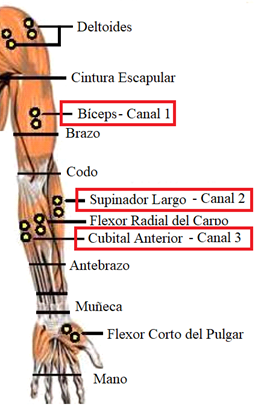 Deltoides
Cintura Escapular
Bíceps - Canal 1
Brazo
Codo
Supinador Largo - Canal 2
Flexor Radial del Carpo
Cubital Anterior - Canal 3
Antebrazo
Muñeca
Flexor Corto del Pulgar
Mano